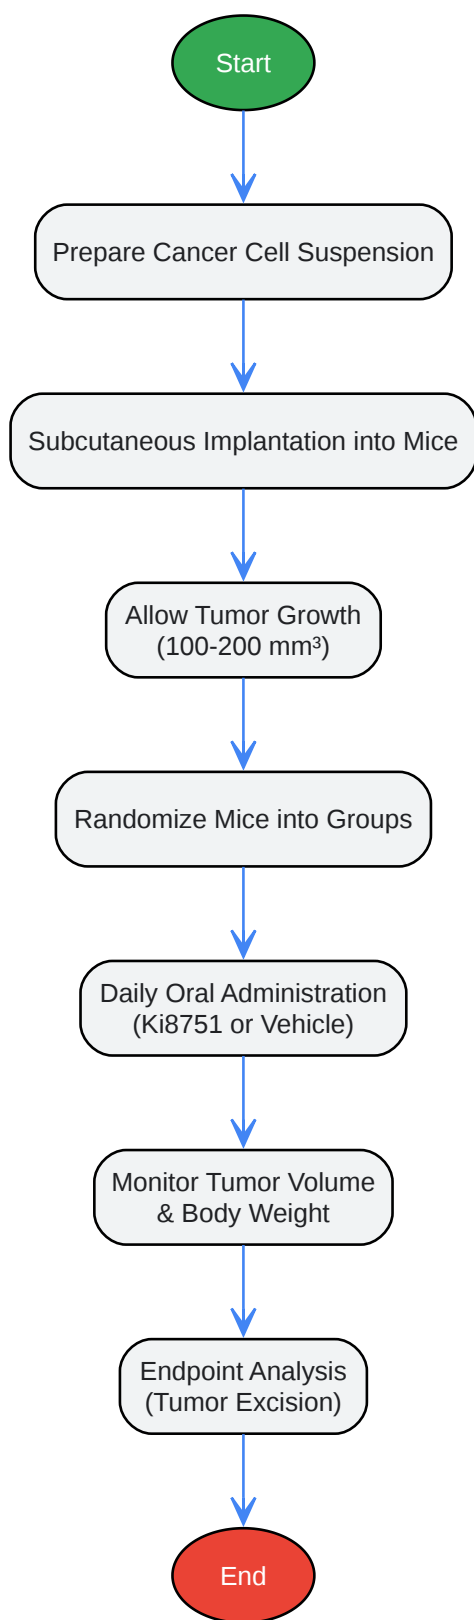 Start
Prepare Cancer Cell Suspension
Subcutaneous Implantation into Mice
Allow Tumor Growth
(100-200 mm³)
Randomize Mice into Groups
Daily Oral Administration
(Ki8751 or Vehicle)
Monitor Tumor Volume
& Body Weight
Endpoint Analysis
(Tumor Excision)
End